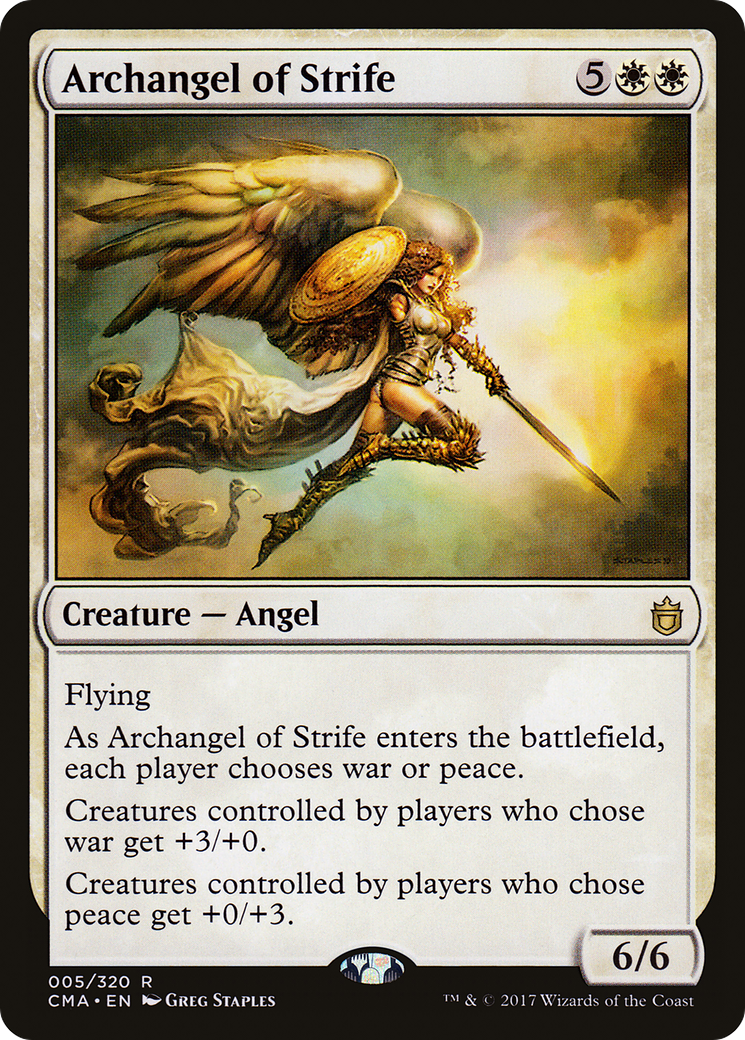 Archangel of Strife 5
STAPLES
Creature — Angel
Flying
As Archangel of Strife enters the battlefield,
each player chooses war or peace.
Creatures controlled by players who chose
war get +3/+0.
Creatures controlled by players who chose
peace get +0/+3.
6/6
005/320 R
CMA • EN Greg Staples
™ & © 2017 Wizards of the Coast